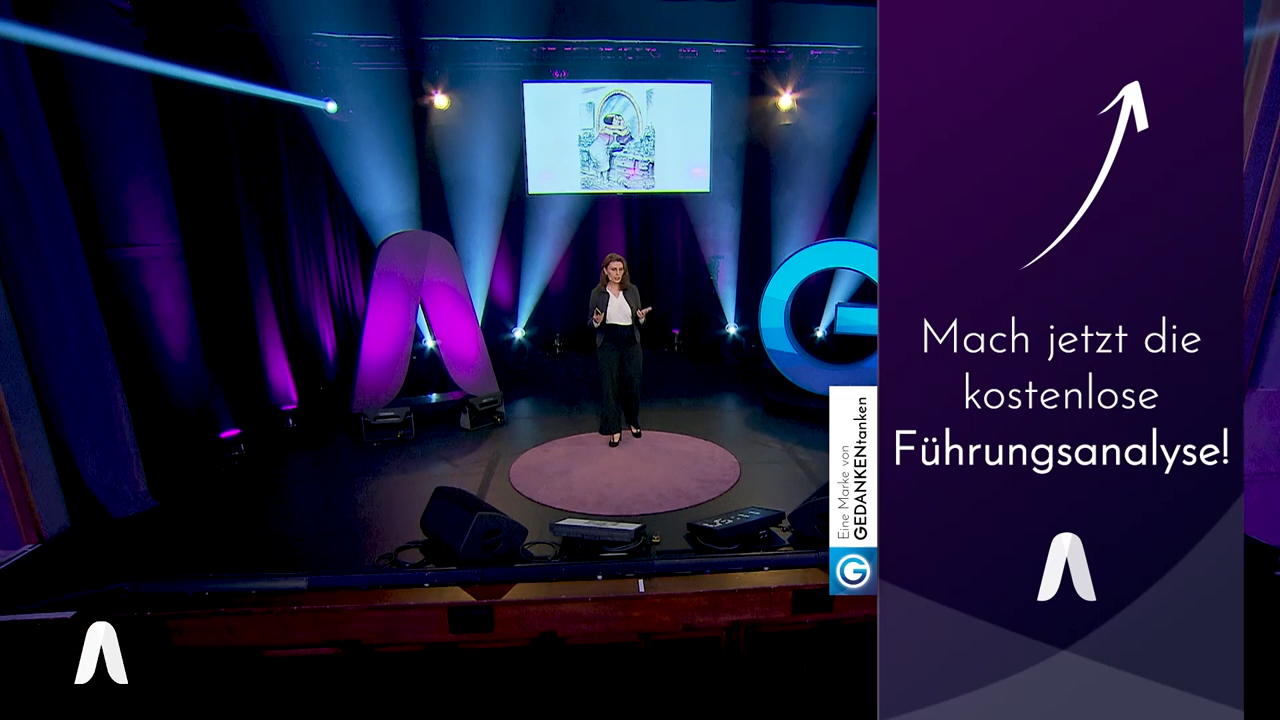 Mach jetzt die
kostenlose
Führungsanalyse!
Eine Marke von
GEDANKENtanken
G
G